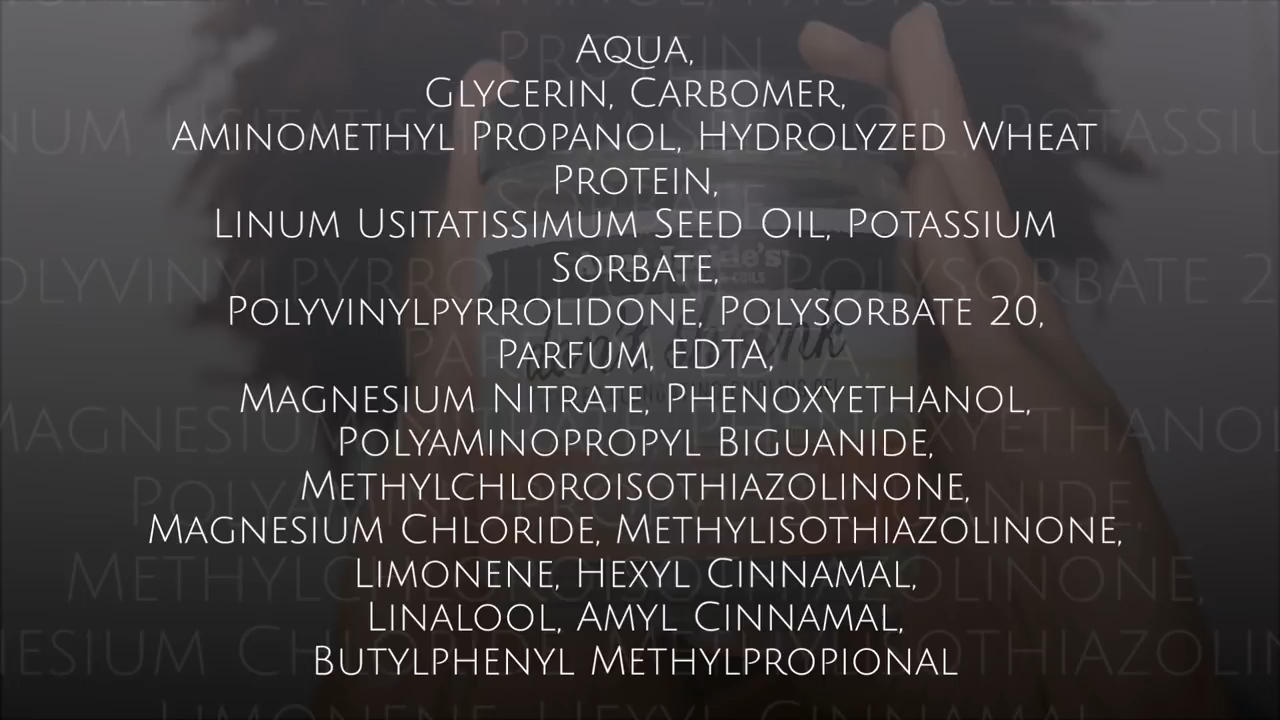 Aqua,
Glycerin, Carbomer,
Aminomethyl Propanol, Hydrolyzed Wheat
Protein,
Linum Usitatissimum Seed Oil, Potassium
Sorbate,
Polyvinylpyrrolidone, Polysorbate 20,
Parfum, EDTA,
Magnesium Nitrate, Phenoxyethanol,
Polyaminopropyl Biguanide,
Methylchloroisothiazolinone,
Magnesium Chloride, Methylisothiazolinone,
Limonene, Hexyl Cinnamal,
Linalool, Amyl Cinnamal,
Butylphenyl Methylpropional